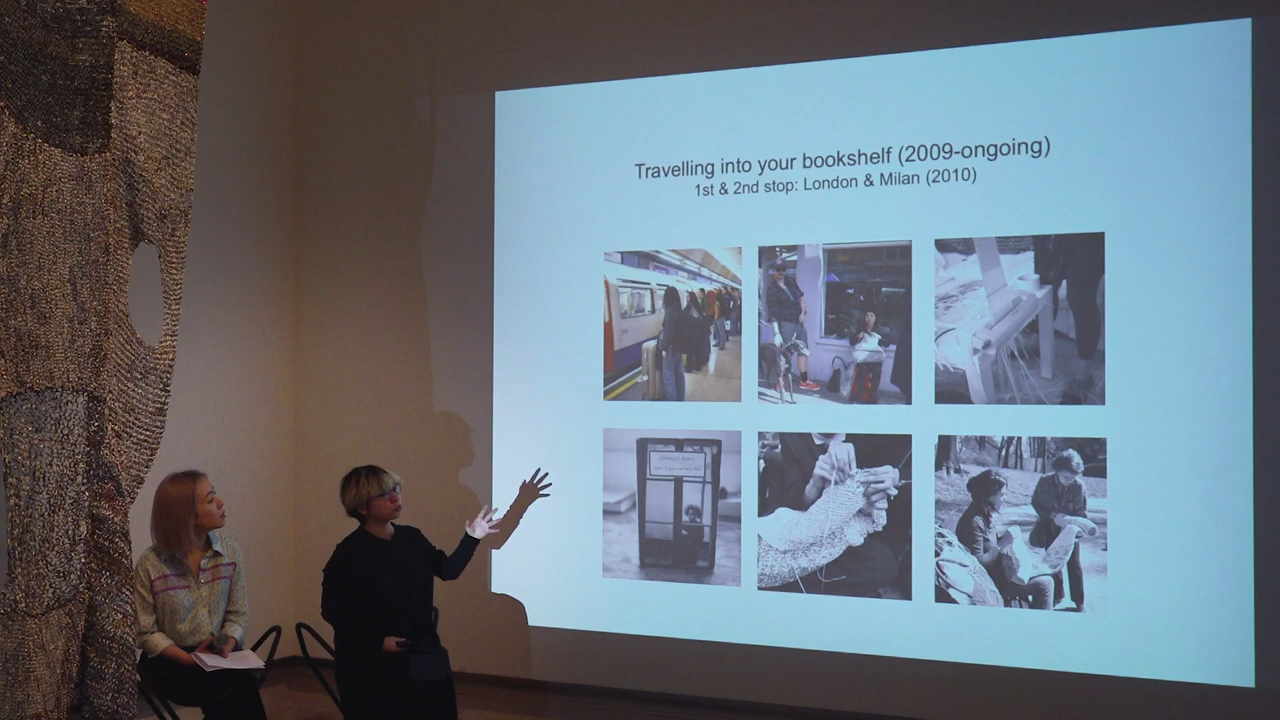 Travelling into your bookshelf (2009-ongoing)
1st & 2nd stop: London & Milan (2010)